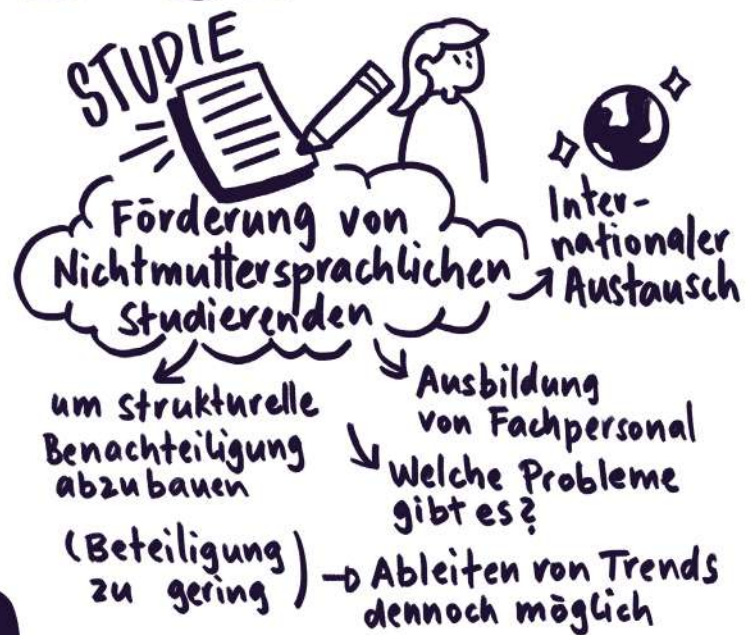 STUDIE
Förderung von
Nichtmuttersprachlichen
Studierenden
Inter-
nationaler
Austausch
um strukturelle
Benachteiligung
abzubauen
Ausbildung
von Fachpersonal
Welche Probleme
gibt es?
(Beteiligung
zu gering)
Ableiten von Trends
dennoch möglich